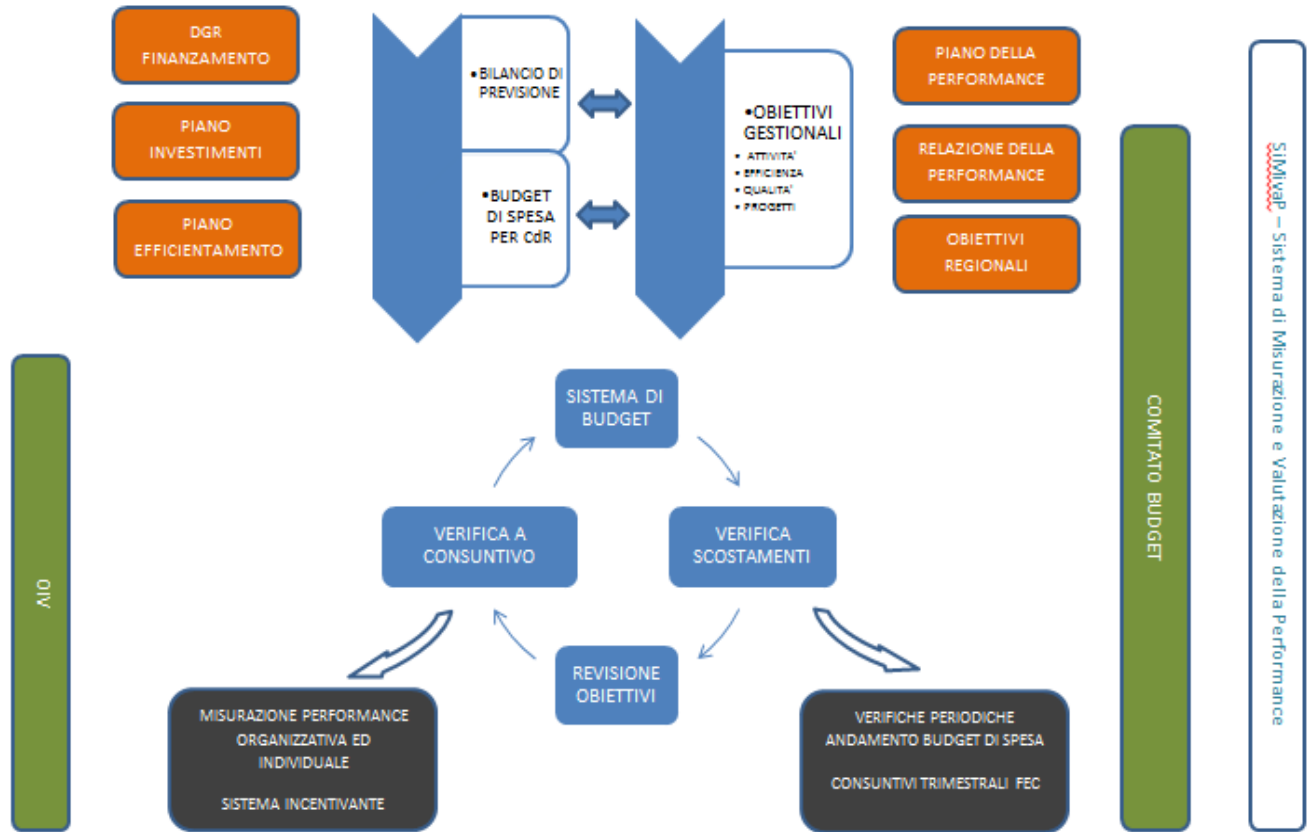 DGR
FINANZAMENTO
PIANO
INVESTIMENTI
PIANO
EFFICIENTAMENTO
•BILANCIO DI
PREVISIONE
•BUDGET
DI SPESA
PER CdR
•OBIETTIVI
GESTIONALI
• ATTIVITA'
• EFFICIENZA
• QUALITA'
• PROGETTI
PIANO DELLA
PERFORMANCE
RELAZIONE DELLA
PERFORMANCE
OBIETTIVI
REGIONALI
SISTEMA DI
BUDGET
VERIFICA
SCOSTAMENTI
REVISIONE
OBIETTIVI
VERIFICA A
CONSUNTIVO
MISURAZIONE PERFORMANCE
ORGANIZZATIVA ED
INDIVIDUALE
SISTEMA INCENTIVANTE
VERIFICHE PERIODICHE
ANDAMENTO BUDGET DI SPESA
CONSUNTIVI TRIMESTRALI FEC
OIV
COMITATO BUDGET
SiMivaP – Sistema di Misurazione e Valutazione della Performance